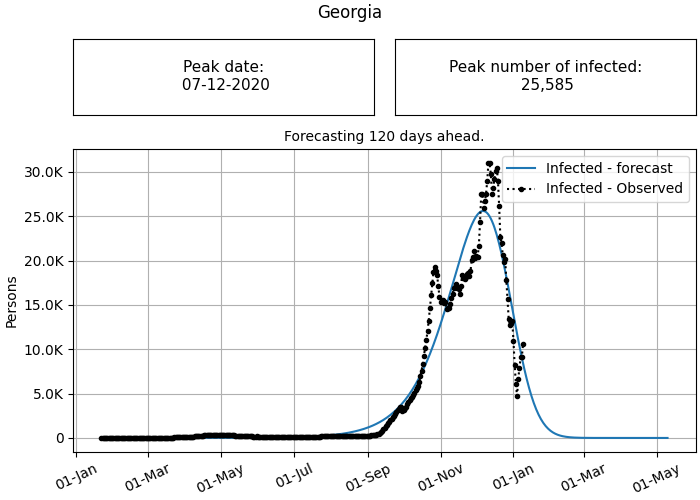 Georgia
Peak date:
07-12-2020
Peak number of infected:
25,585
Forecasting 120 days ahead.
Infected - forecast
Infected - Observed
30.0K
25.0K
20.0K
15.0K
10.0K
5.0K
0
Persons
01-Jan
01-Mar
01-May
01-Jul
01-Sep
01-Nov
01-Jan
01-Mar
01-May